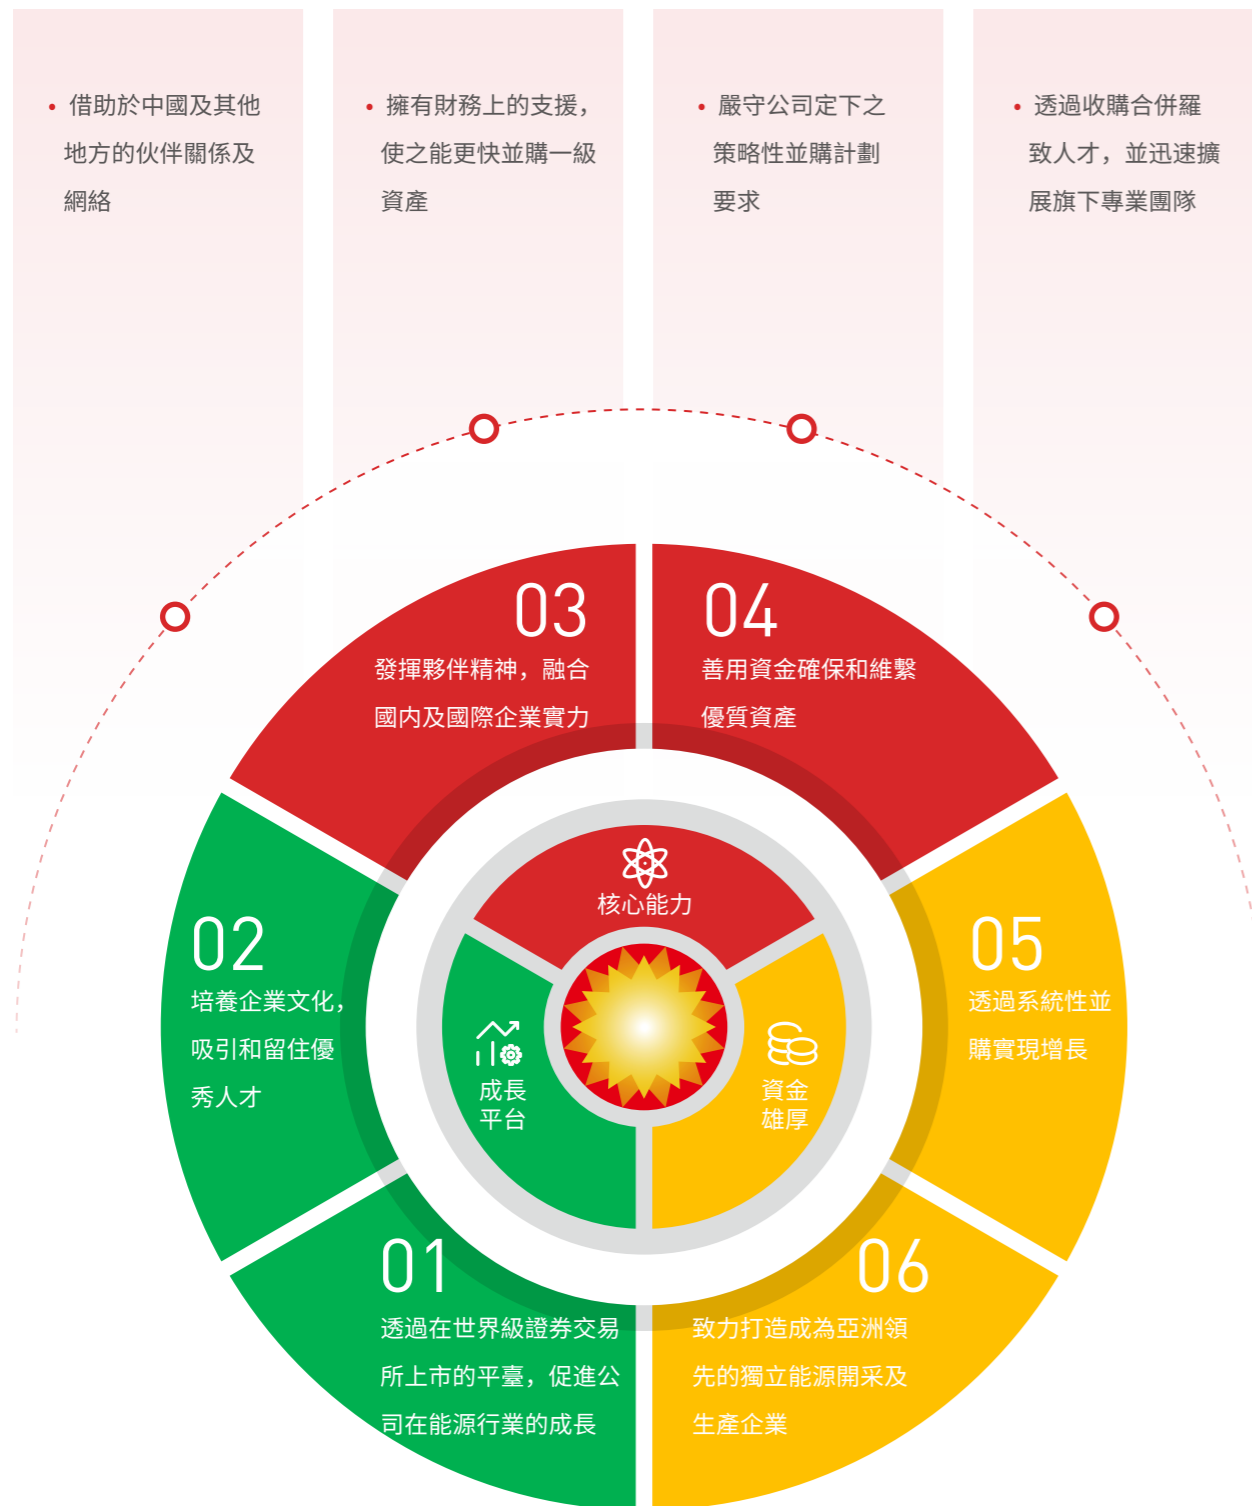 • 借助於中國及其他
地方的伙伴關係及
網絡
• 擁有財務上的支援，
使之能更快並購一級
資產
• 嚴守公司定下之
策略性並購計劃
要求
• 透過收購合併羅
致人才，並迅速擴
展旗下專業團隊
03
發揮夥伴精神，融合
國内及國際企業實力
04
善用資金確保和維繫
優質資產
核心能力
02
培養企業文化，
吸引和留住優
秀人才
05
透過系統性並
購實現增長
成長
平台
資金
雄厚
01
透過在世界級證券交易
所上市的平臺，促進公
司在能源行業的成長
06
致力打造成為亞洲領
先的獨立能源開采及
生產企業